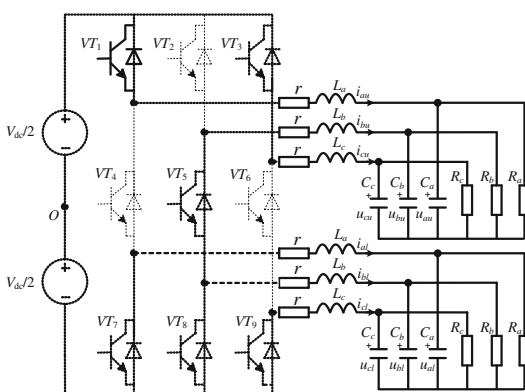 VT1 VT2 VT3
r La iau
Vdc/2
r Lb ibu
r Lc icu
VT4 VT5 VT6
Cc Cb Ca Rc Rb Ra
+ + +
ucu ubu uau
O
r La ial
Vdc/2
r Lb ibl
r Lc icl
VT7 VT8 VT9
Cc Cb Ca Rc Rb Ra
+ + +
ucl ubl ual